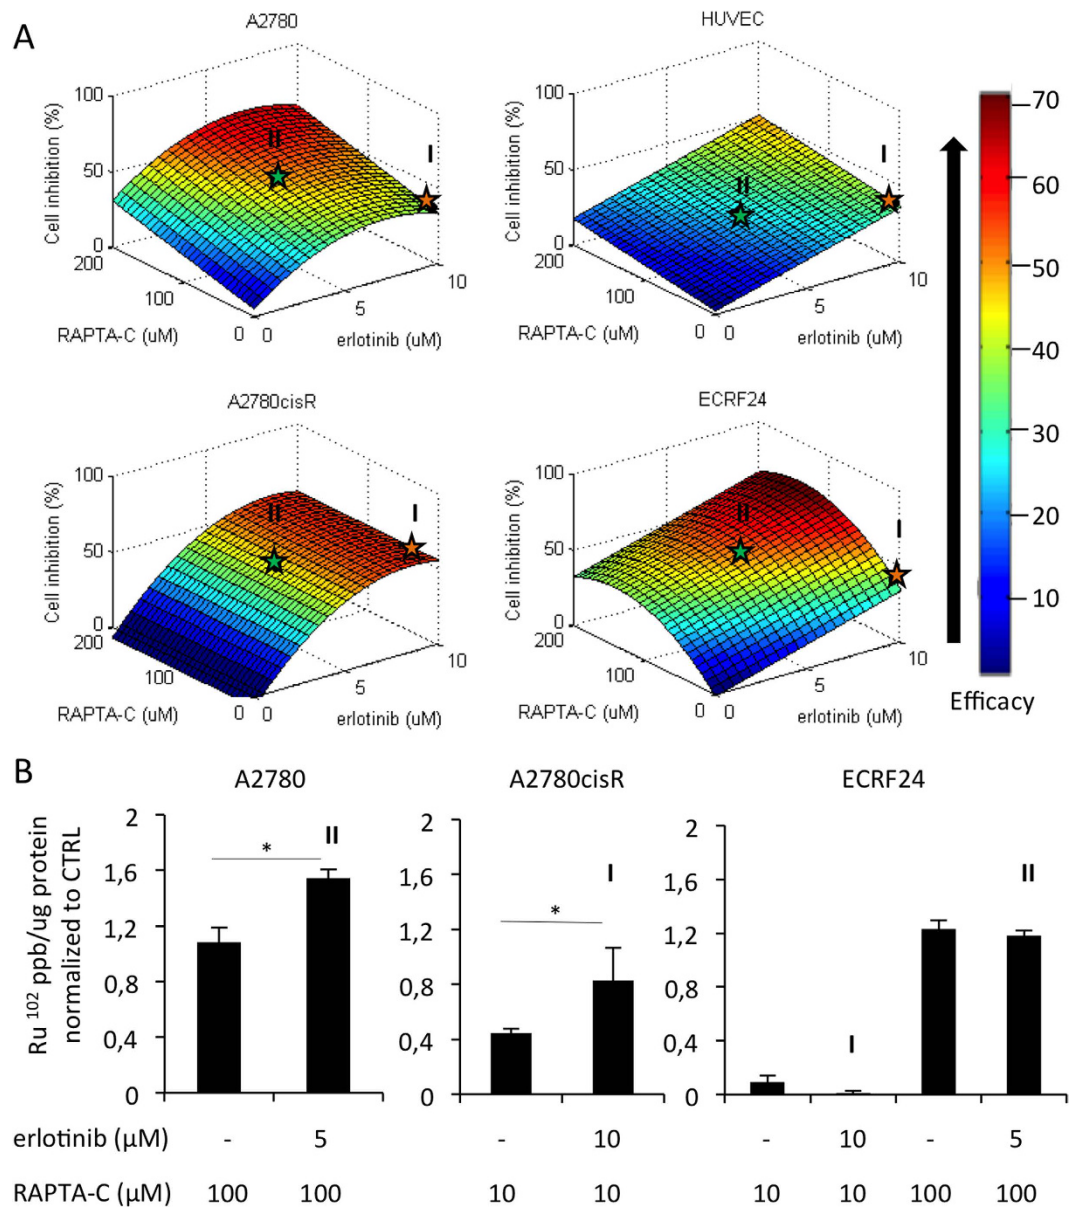 A
A2780
HUVEC
Cell inhibition (%)
100
50
0
200
100
0
0
5
10
RAPTA-C (uM)
erlotinib (uM)
II
I
Cell inhibition (%)
100
50
0
200
100
0
0
5
10
RAPTA-C (uM)
erlotinib (uM)
II
I
70
60
50
40
30
20
10
Efficacy
A2780cisR
ECRF24
Cell inhibition (%)
100
50
0
200
100
0
0
5
10
RAPTA-C (uM)
erlotinib (uM)
II
I
Cell inhibition (%)
100
50
0
200
100
0
0
5
10
RAPTA-C (uM)
erlotinib (uM)
II
I
B
A2780
A2780cisR
ECRF24
Ru 102 ppb/ug protein
normalized to CTRL
2
1,6
1,2
0,8
0,4
0
*
II
2
1,6
1,2
0,8
0,4
0
*
I
2
1,6
1,2
0,8
0,4
0
I
II
erlotinib (µM) - 5 - 10 - 10 - 5
RAPTA-C (µM) 100 100 10 10 10 10 100 100